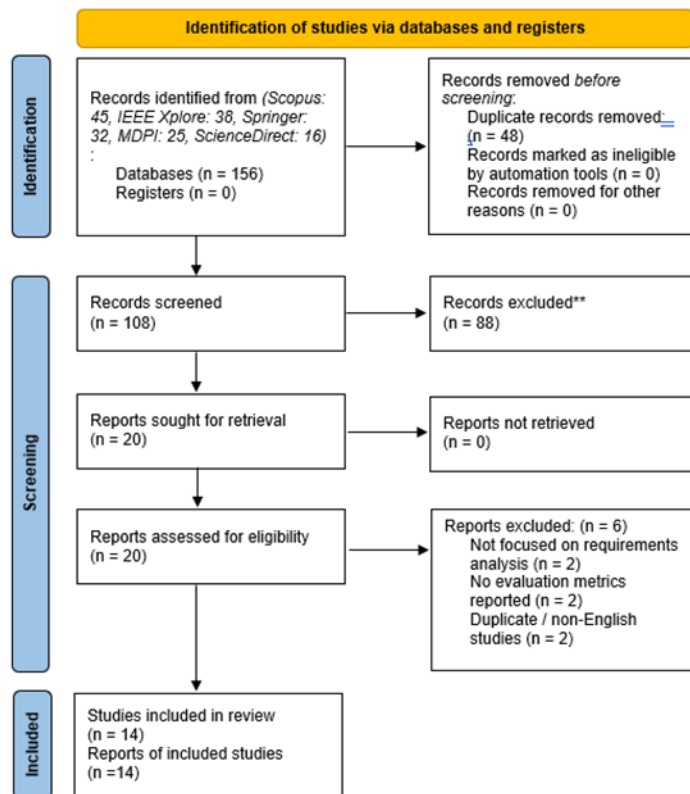 Identification of studies via databases and registers
Identification
Records identified from (Scopus:
45, IEEE Xplore: 38, Springer:
32, MDPI: 25, ScienceDirect: 16)
:
Databases (n = 156)
Registers (n = 0)
Records removed before
screening:
Duplicate records removed:
(n = 48)
Records marked as ineligible
by automation tools (n = 0)
Records removed for other
reasons (n = 0)
Screening
Records screened
(n = 108)
Records excluded**
(n = 88)
Reports sought for retrieval
(n = 20)
Reports not retrieved
(n = 0)
Reports assessed for eligibility
(n = 20)
Reports excluded: (n = 6)
Not focused on requirements
analysis (n = 2)
No evaluation metrics
reported (n = 2)
Duplicate / non-English
studies (n = 2)
Included
Studies included in review
(n = 14)
Reports of included studies
(n =14)